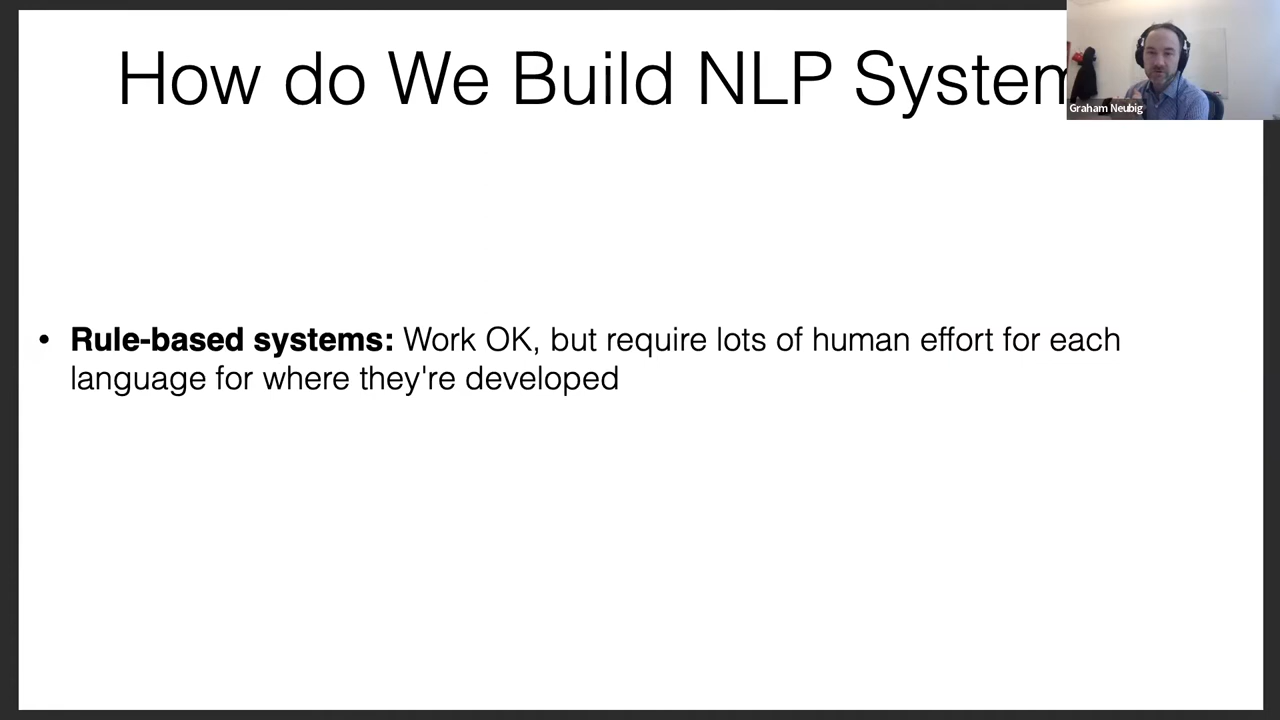 How do We Build NLP System
Graham Neubig
• Rule-based systems: Work OK, but require lots of human effort for each
language for where they're developed